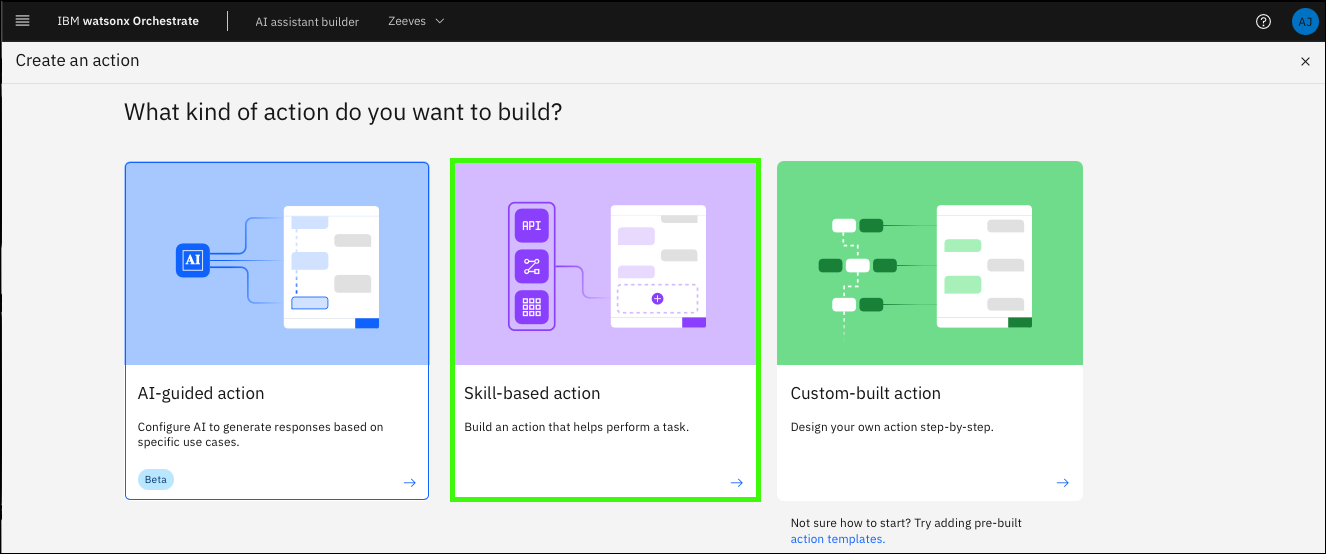 IBM watsonx Orchestrate
AI assistant builder
Zeeves
AJ
Create an action
What kind of action do you want to build?
AI
AI-guided action
Configure AI to generate responses based on
specific use cases.
Beta
API
Skill-based action
Build an action that helps perform a task.
Custom-built action
Design your own action step-by-step.
Not sure how to start? Try adding pre-built
action templates.